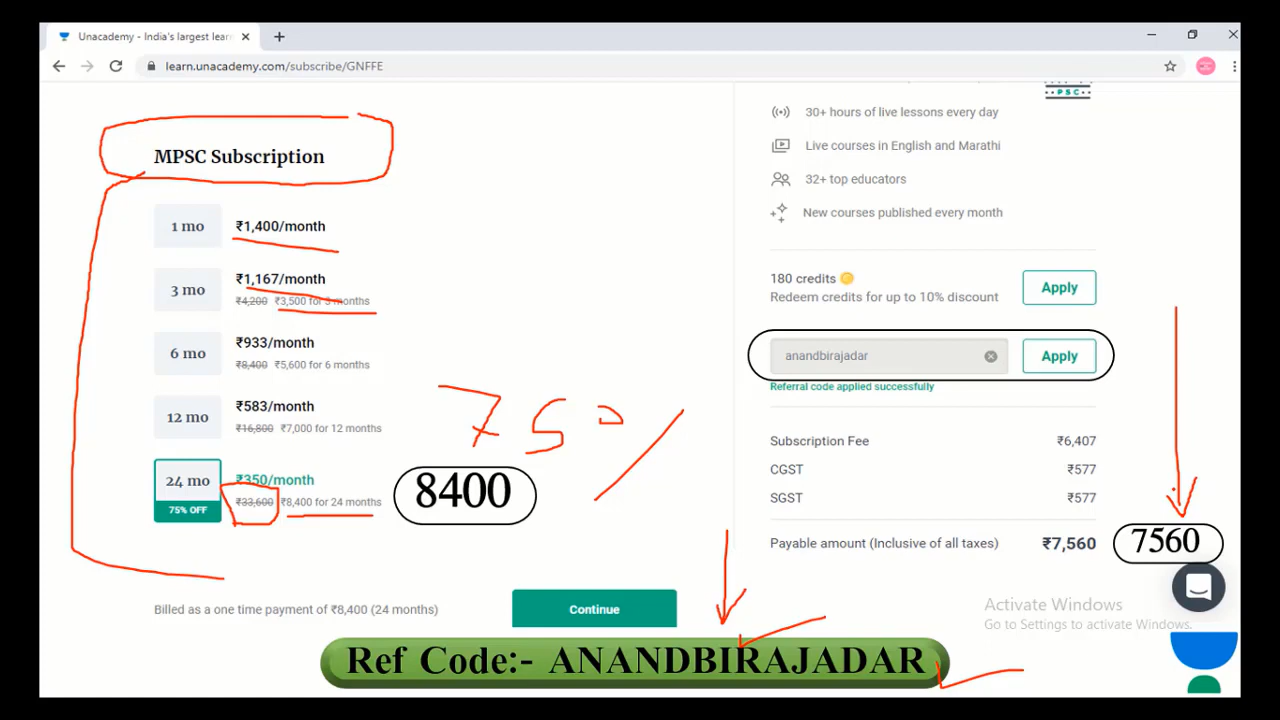 Unacademy - India's largest lear
learn.unacademy.com/subscribe/GNFFE
MPSC Subscription
1 mo ₹1,400/month
3 mo ₹1,167/month
₹4,200 ₹3,500 for 3 months
6 mo ₹933/month
₹8,400 ₹5,600 for 6 months
12 mo ₹583/month
₹16,800 ₹7,000 for 12 months
24 mo ₹350/month
75% OFF ₹33,600 ₹8,400 for 24 months
8400
75%
Billed as a one time payment of ₹8,400 (24 months)
Continue
PSC
30+ hours of live lessons every day
Live courses in English and Marathi
32+ top educators
New courses published every month
180 credits
Redeem credits for up to 10% discount
Apply
anandbirajadar
Apply
Referral code applied successfully
Subscription Fee ₹6,407
CGST ₹577
SGST ₹577
Payable amount (Inclusive of all taxes) ₹7,560
7560
Activate Windows
Go to Settings to activate Windows.
Ref Code:- ANANDBIRAJADAR